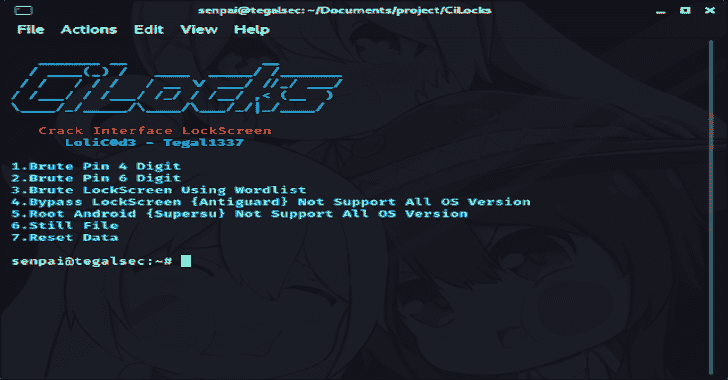 senpai@tegalsec: ~/Documents/project/CiLocks
File Actions Edit View Help
CiLocks
Crack Interface LockScreen
LoliC0d3 - Tegal1337
1.Brute Pin 4 Digit
2.Brute Pin 6 Digit
3.Brute LockScreen Using Wordlist
4.Bypass LockScreen {Antiguard} Not Support All OS Version
5.Root Android {Supersu} Not Support All OS Version
6.Still File
7.Reset Data
senpai@tegalsec:~#